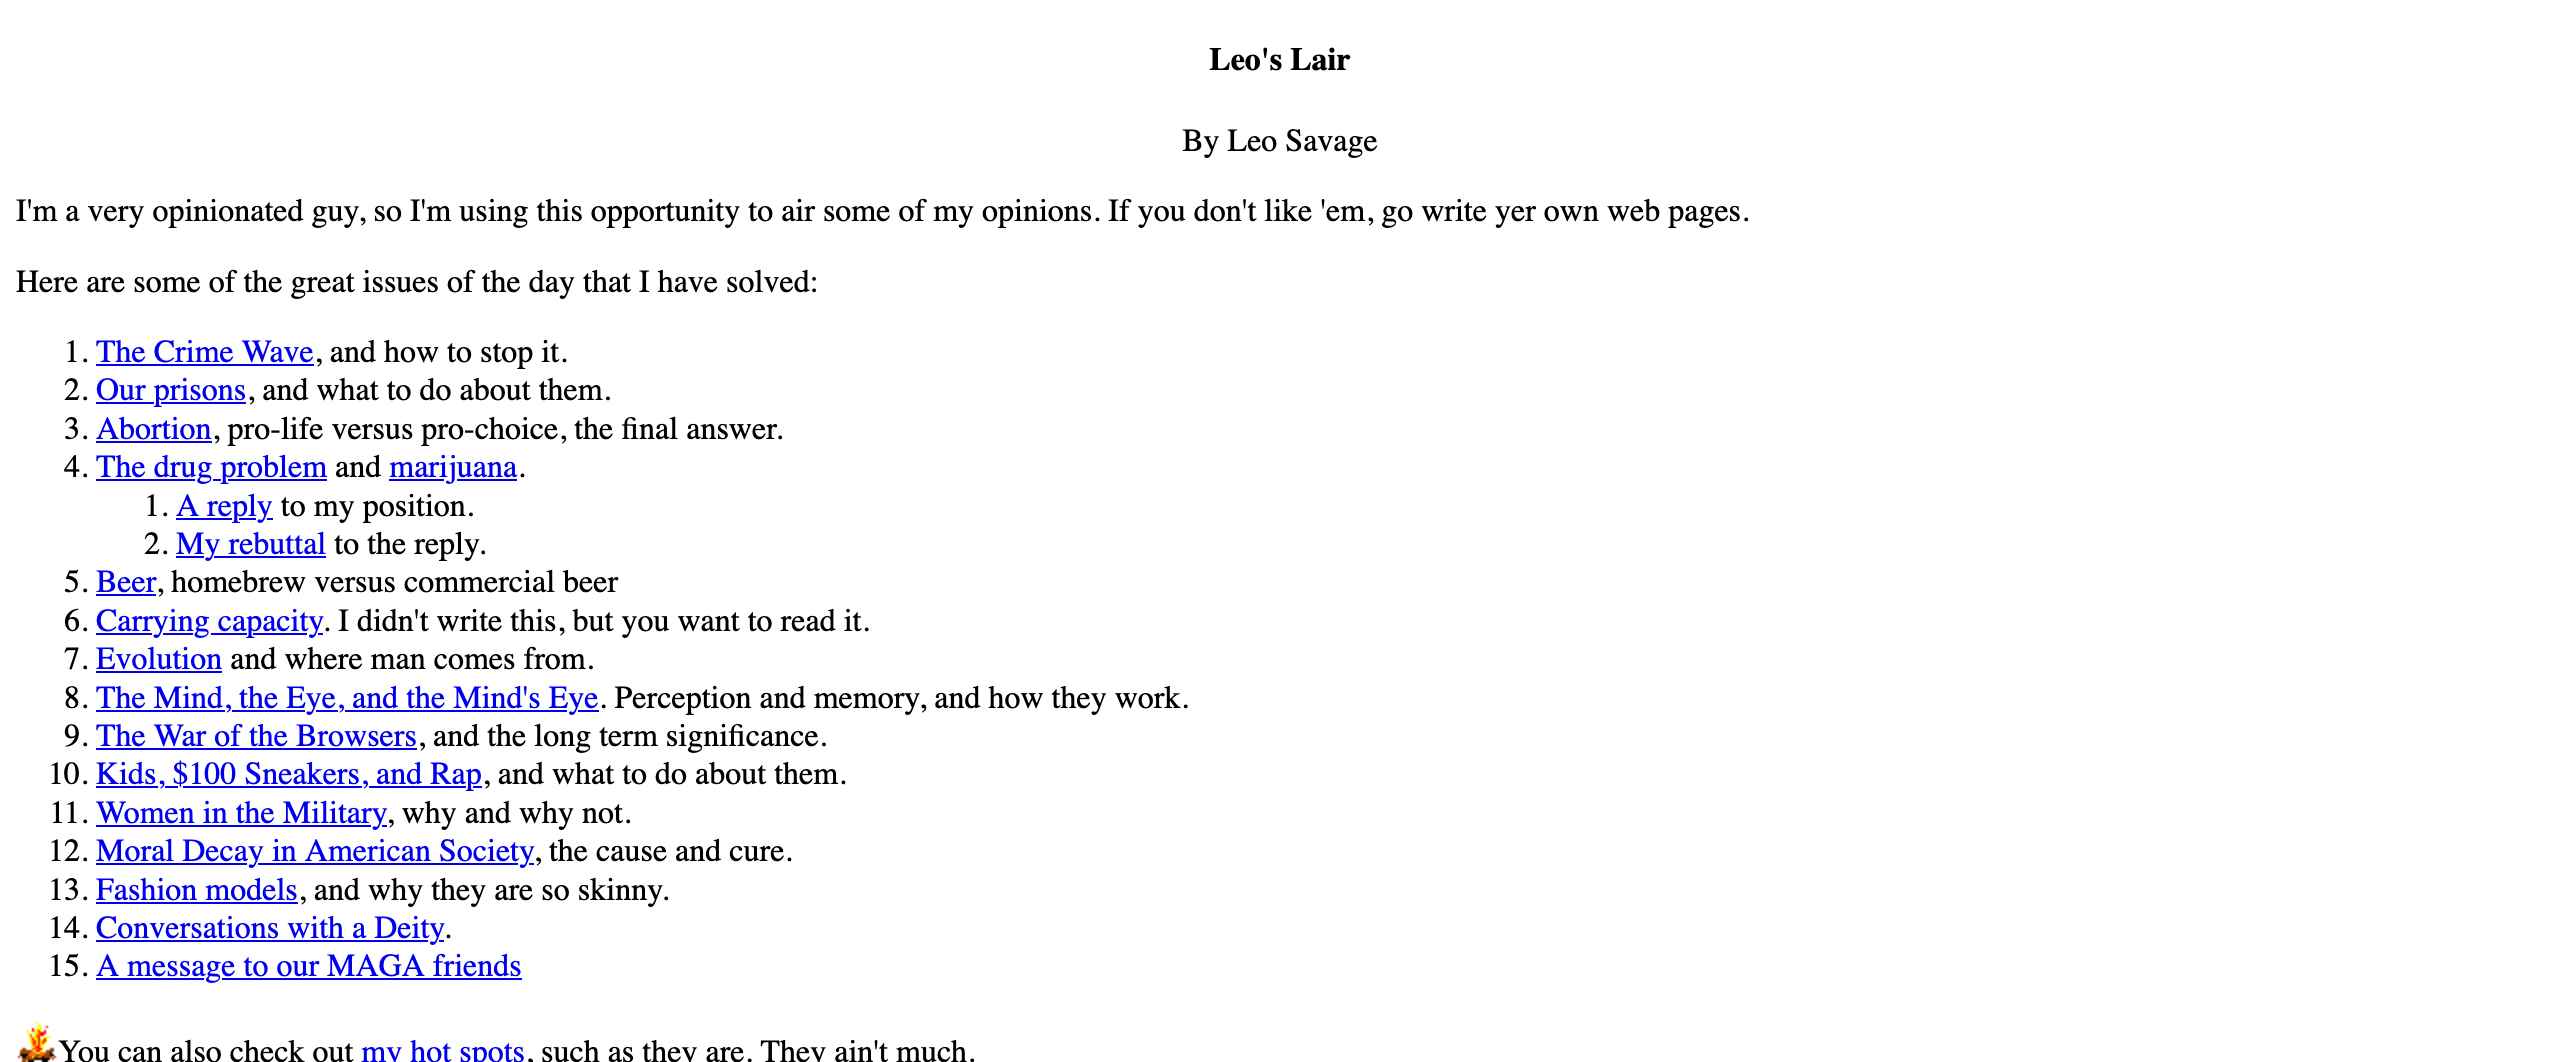 Leo's Lair
By Leo Savage
I'm a very opinionated guy, so I'm using this opportunity to air some of my opinions. If you don't like 'em, go write yer own web pages.
Here are some of the great issues of the day that I have solved:
1. The Crime Wave, and how to stop it.
2. Our prisons, and what to do about them.
3. Abortion, pro-life versus pro-choice, the final answer.
4. The drug problem and marijuana.
1. A reply to my position.
2. My rebuttal to the reply.
5. Beer, homebrew versus commercial beer
6. Carrying capacity. I didn't write this, but you want to read it.
7. Evolution and where man comes from.
8. The Mind, the Eye, and the Mind's Eye. Perception and memory, and how they work.
9. The War of the Browsers, and the long term significance.
10. Kids, $100 Sneakers, and Rap, and what to do about them.
11. Women in the Military, why and why not.
12. Moral Decay in American Society, the cause and cure.
13. Fashion models, and why they are so skinny.
14. Conversations with a Deity.
15. A message to our MAGA friends
You can also check out my hot spots, such as they are. They ain't much.